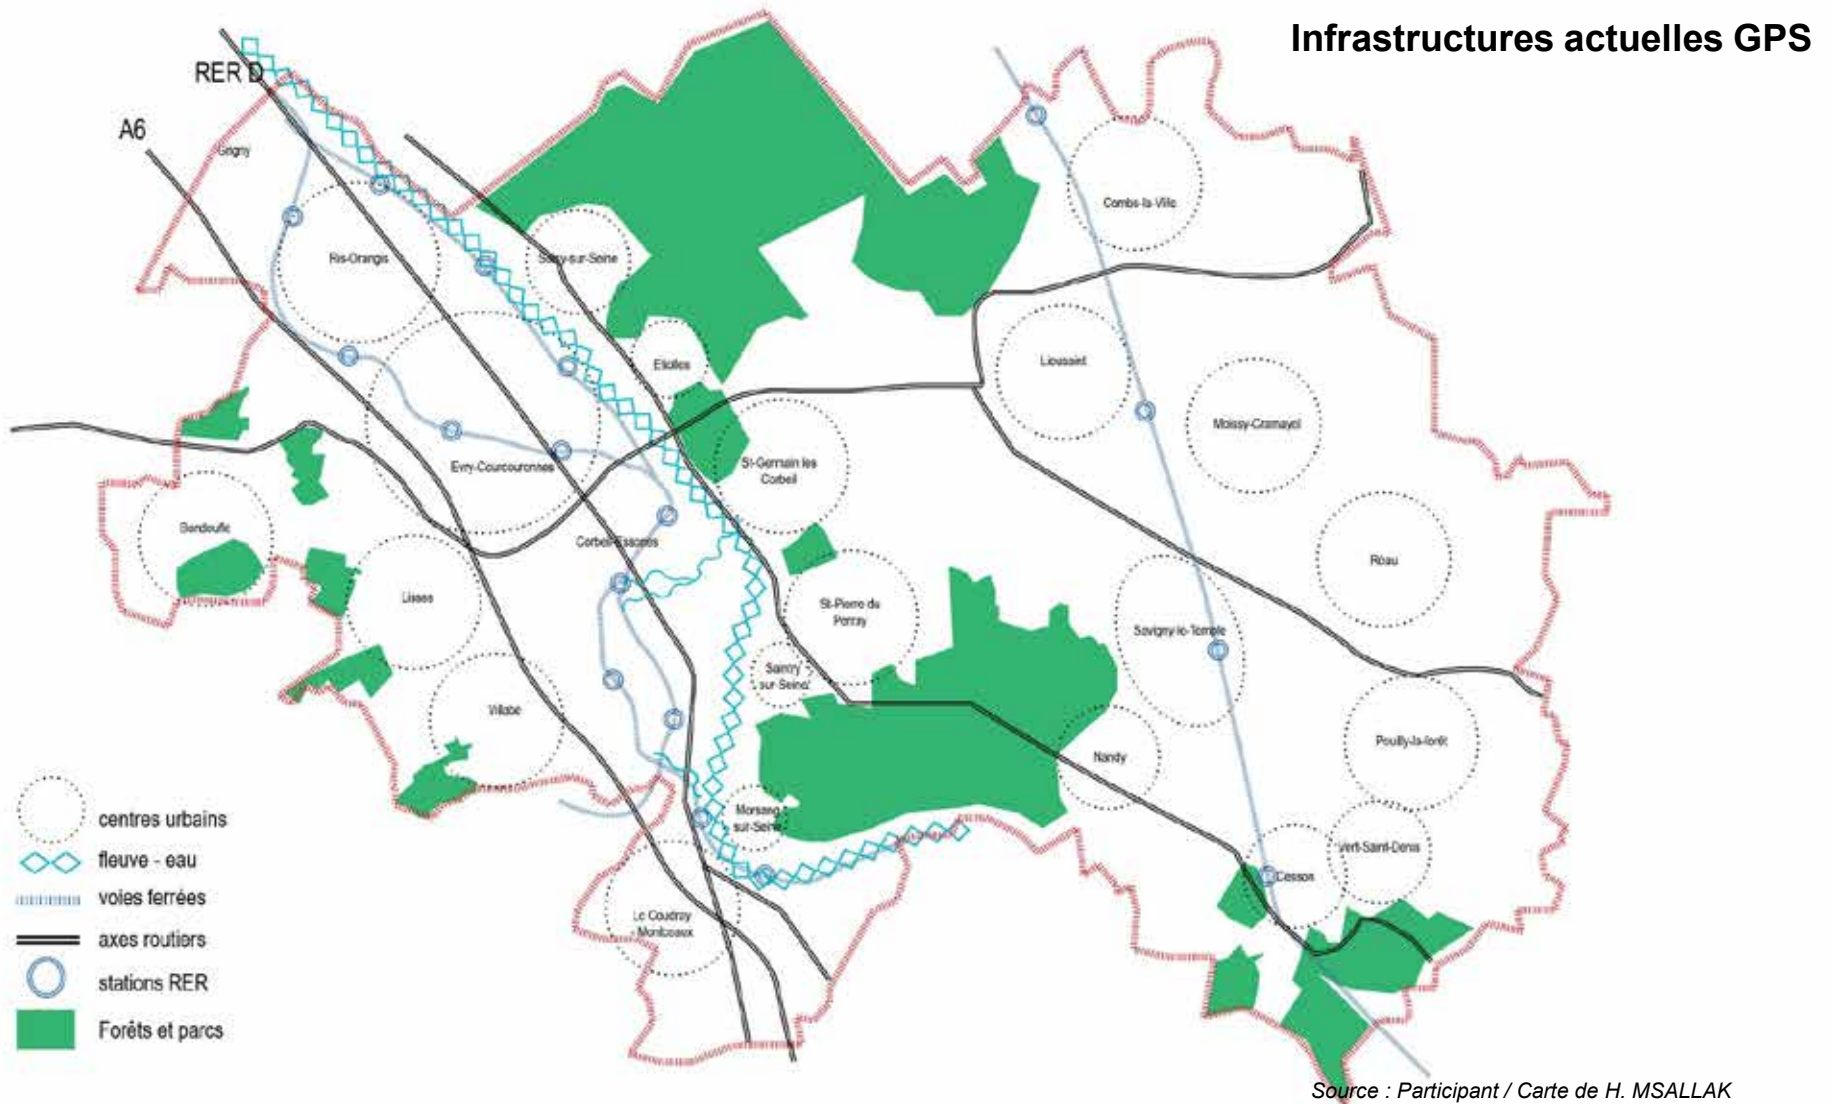 Infrastructures actuelles GPS
RER D
A6
Grigny
Combs-la-Ville
Ris-Orangis
Soisy-sur-Seine
Etiolles
Lieusaint
Moissy-Cramayel
Evry-Courcouronnes
St-Germain les
Corbeil
Bondoufle
Corbeil-Essonnes
Réau
Lisses
St-Pierre du
Perray
Savigny-le-Temple
Saintry
sur-Seine
Villabé
Pouilly-la-forêt
Nandy
Morsang
sur-Seine
Vert-Saint-Denis
Cesson
Le Coudray
- Montceaux
centres urbains
fleuve - eau
voies ferrées
axes routiers
stations RER
Forêts et parcs
Source : Participant / Carte de H. MSALLAK